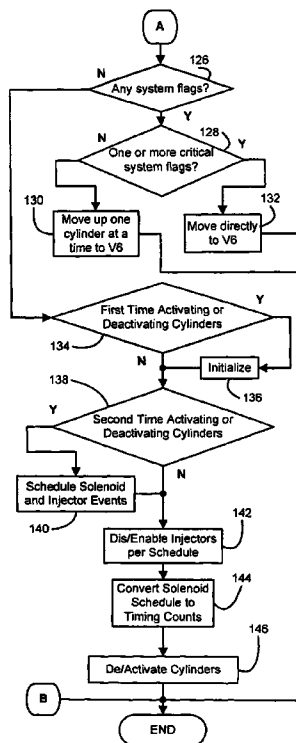 A
126
N
Any system flags?
Y
128
N
Y
One or more critical
system flags?
130
Move up one
cylinder at a
time to V6
132
Move directly
to V6
First Time Activating or
Deactivating Cylinders
Y
134
N
Initialize
136
138
Y
Second Time Activating or
Deactivating Cylinders
N
Schedule Solenoid
and Injector Events
140
142
Dis/Enable Injectors
per Schedule
144
Convert Solenoid
Schedule to
Timing Counts
146
De/Activate Cylinders
B
END